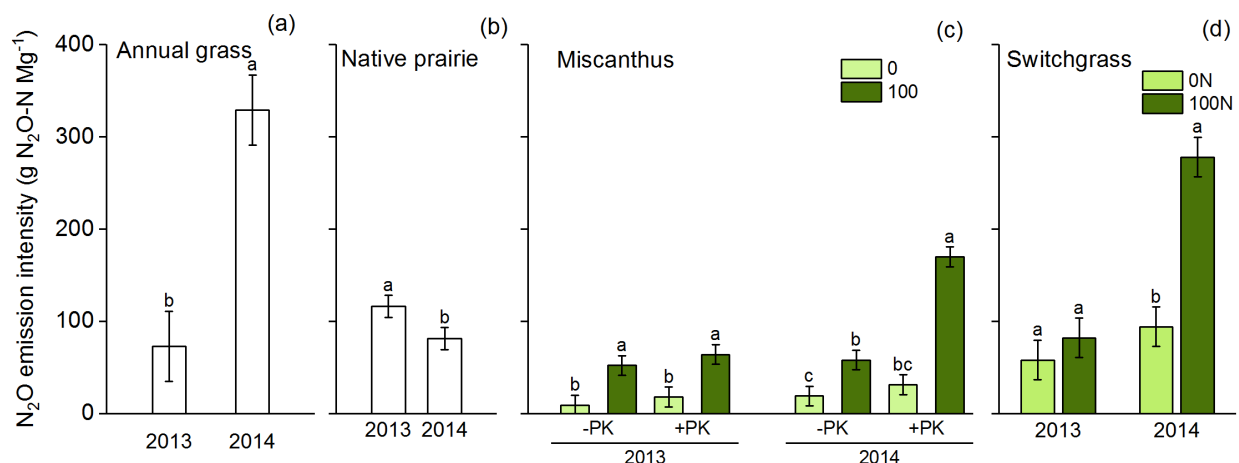 N₂O emission intensity (g N₂O-N Mg⁻¹)
400
300
200
100
0
(a)
Annual grass
b
a
2013
2014
(b)
Native prairie
a
b
2013 2014
(c)
Miscanthus
0
100
b
a
b
a
c
b
bc
a
-PK +PK -PK +PK
2013 2014
(d)
Switchgrass
0N
100N
a
a
b
a
2013 2014